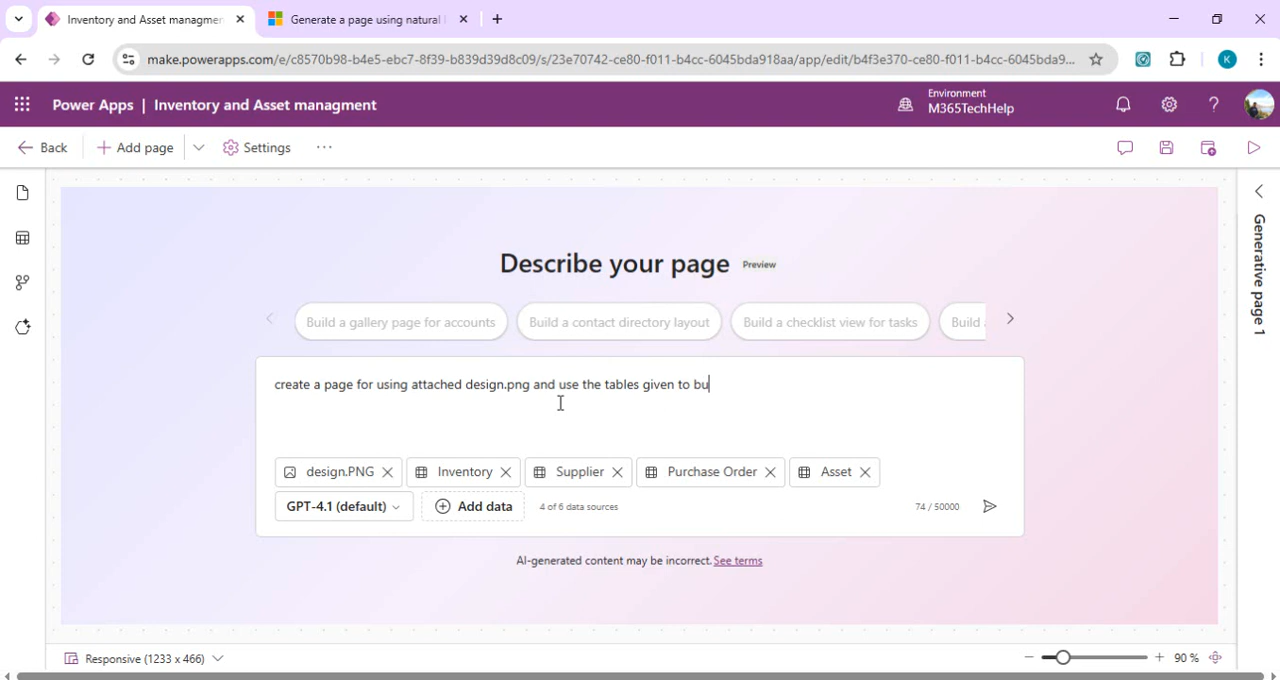 Inventory and Asset managmen
Generate a page using natural
make.powerapps.com/e/c8570b98-b4e5-ebc7-8f39-b839d39d8c09/s/23e70742-ce80-f011-b4cc-6045bda918aa/app/edit/b4f3e370-ce80-f011-b4cc-6045bda9...
K
Power Apps | Inventory and Asset managment
Environment
M365TechHelp
Back
Add page
Settings
Describe your page Preview
Build a gallery page for accounts
Build a contact directory layout
Build a checklist view for tasks
Build
create a page for using attached design.png and use the tables given to bu
design.PNG
Inventory
Supplier
Purchase Order
Asset
GPT-4.1 (default)
Add data
4 of 6 data sources
74 / 50000
AI-generated content may be incorrect. See terms
Generative page 1
Responsive (1233 x 466)
90 %